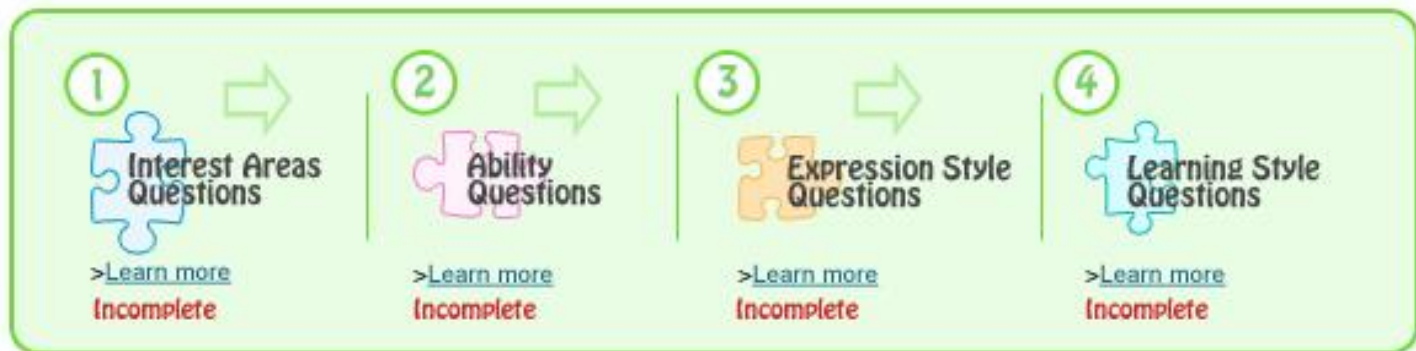 1
Interest Areas
Questions
>Learn more
Incomplete
2
Ability
Questions
>Learn more
Incomplete
3
Expression Style
Questions
>Learn more
Incomplete
4
Learning Style
Questions
>Learn more
Incomplete